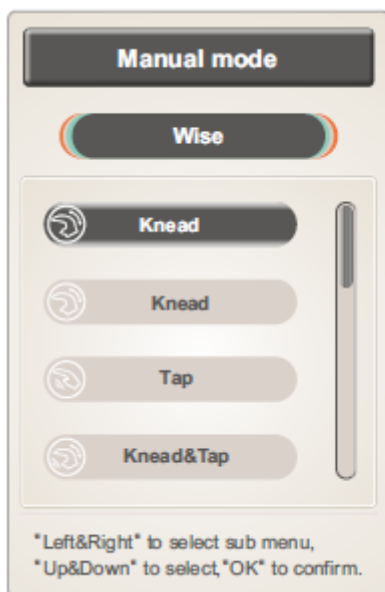 Manual mode
Wise
Knead
Knead
Tap
Knead&Tap
"Left&Right" to select sub menu,
"Up&Down" to select,"OK" to confirm.